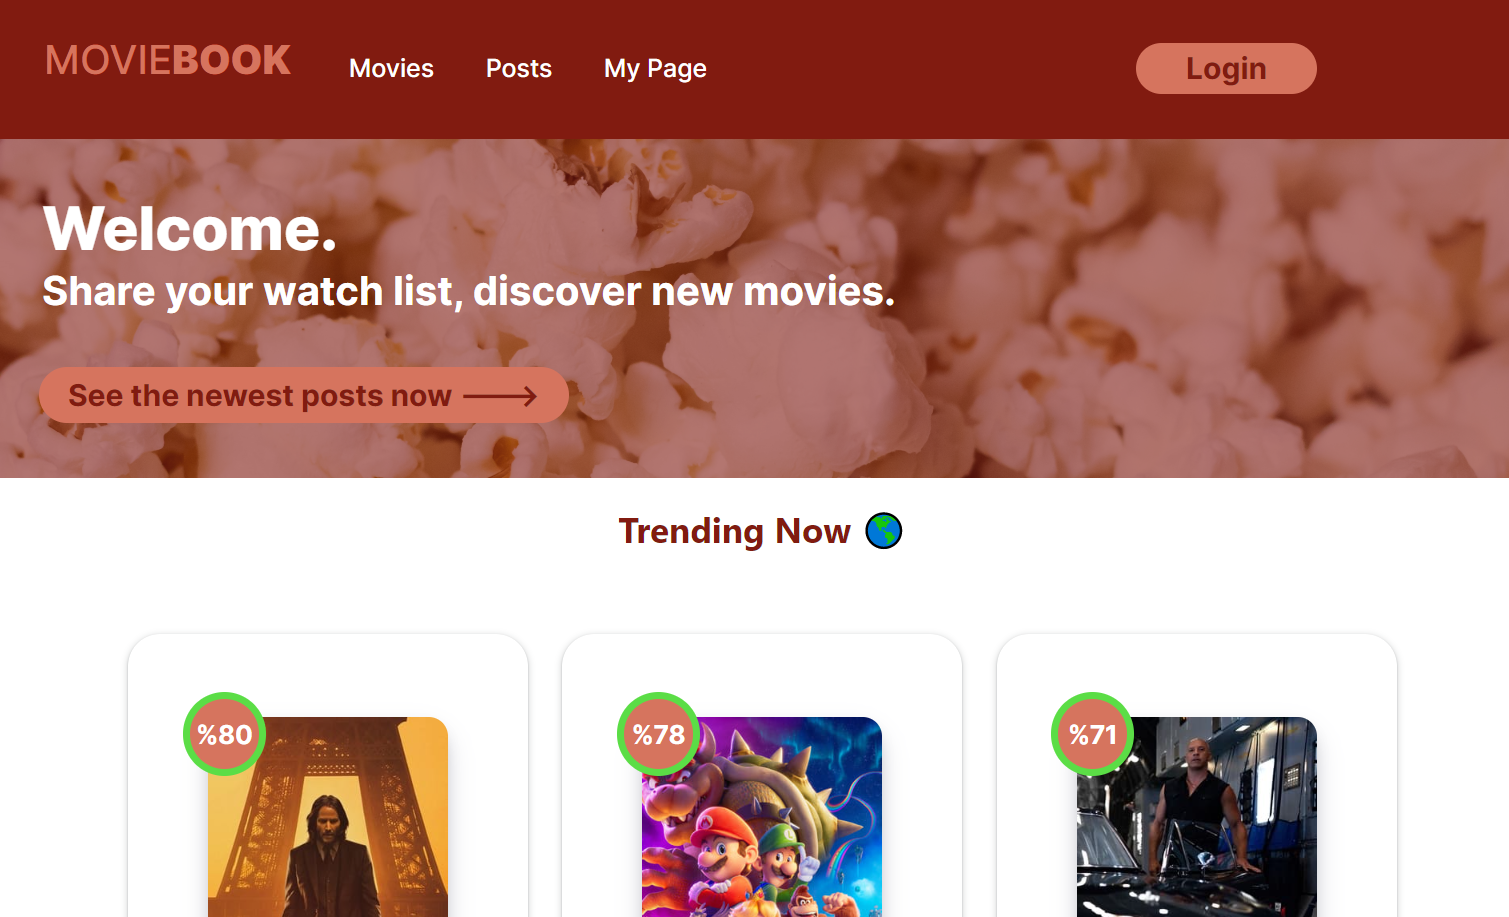 MOVIEBOOK
Movies
Posts
My Page
Login
Welcome.
Share your watch list, discover new movies.
See the newest posts now ⟶
Trending Now 🌎
%80
%78
%71